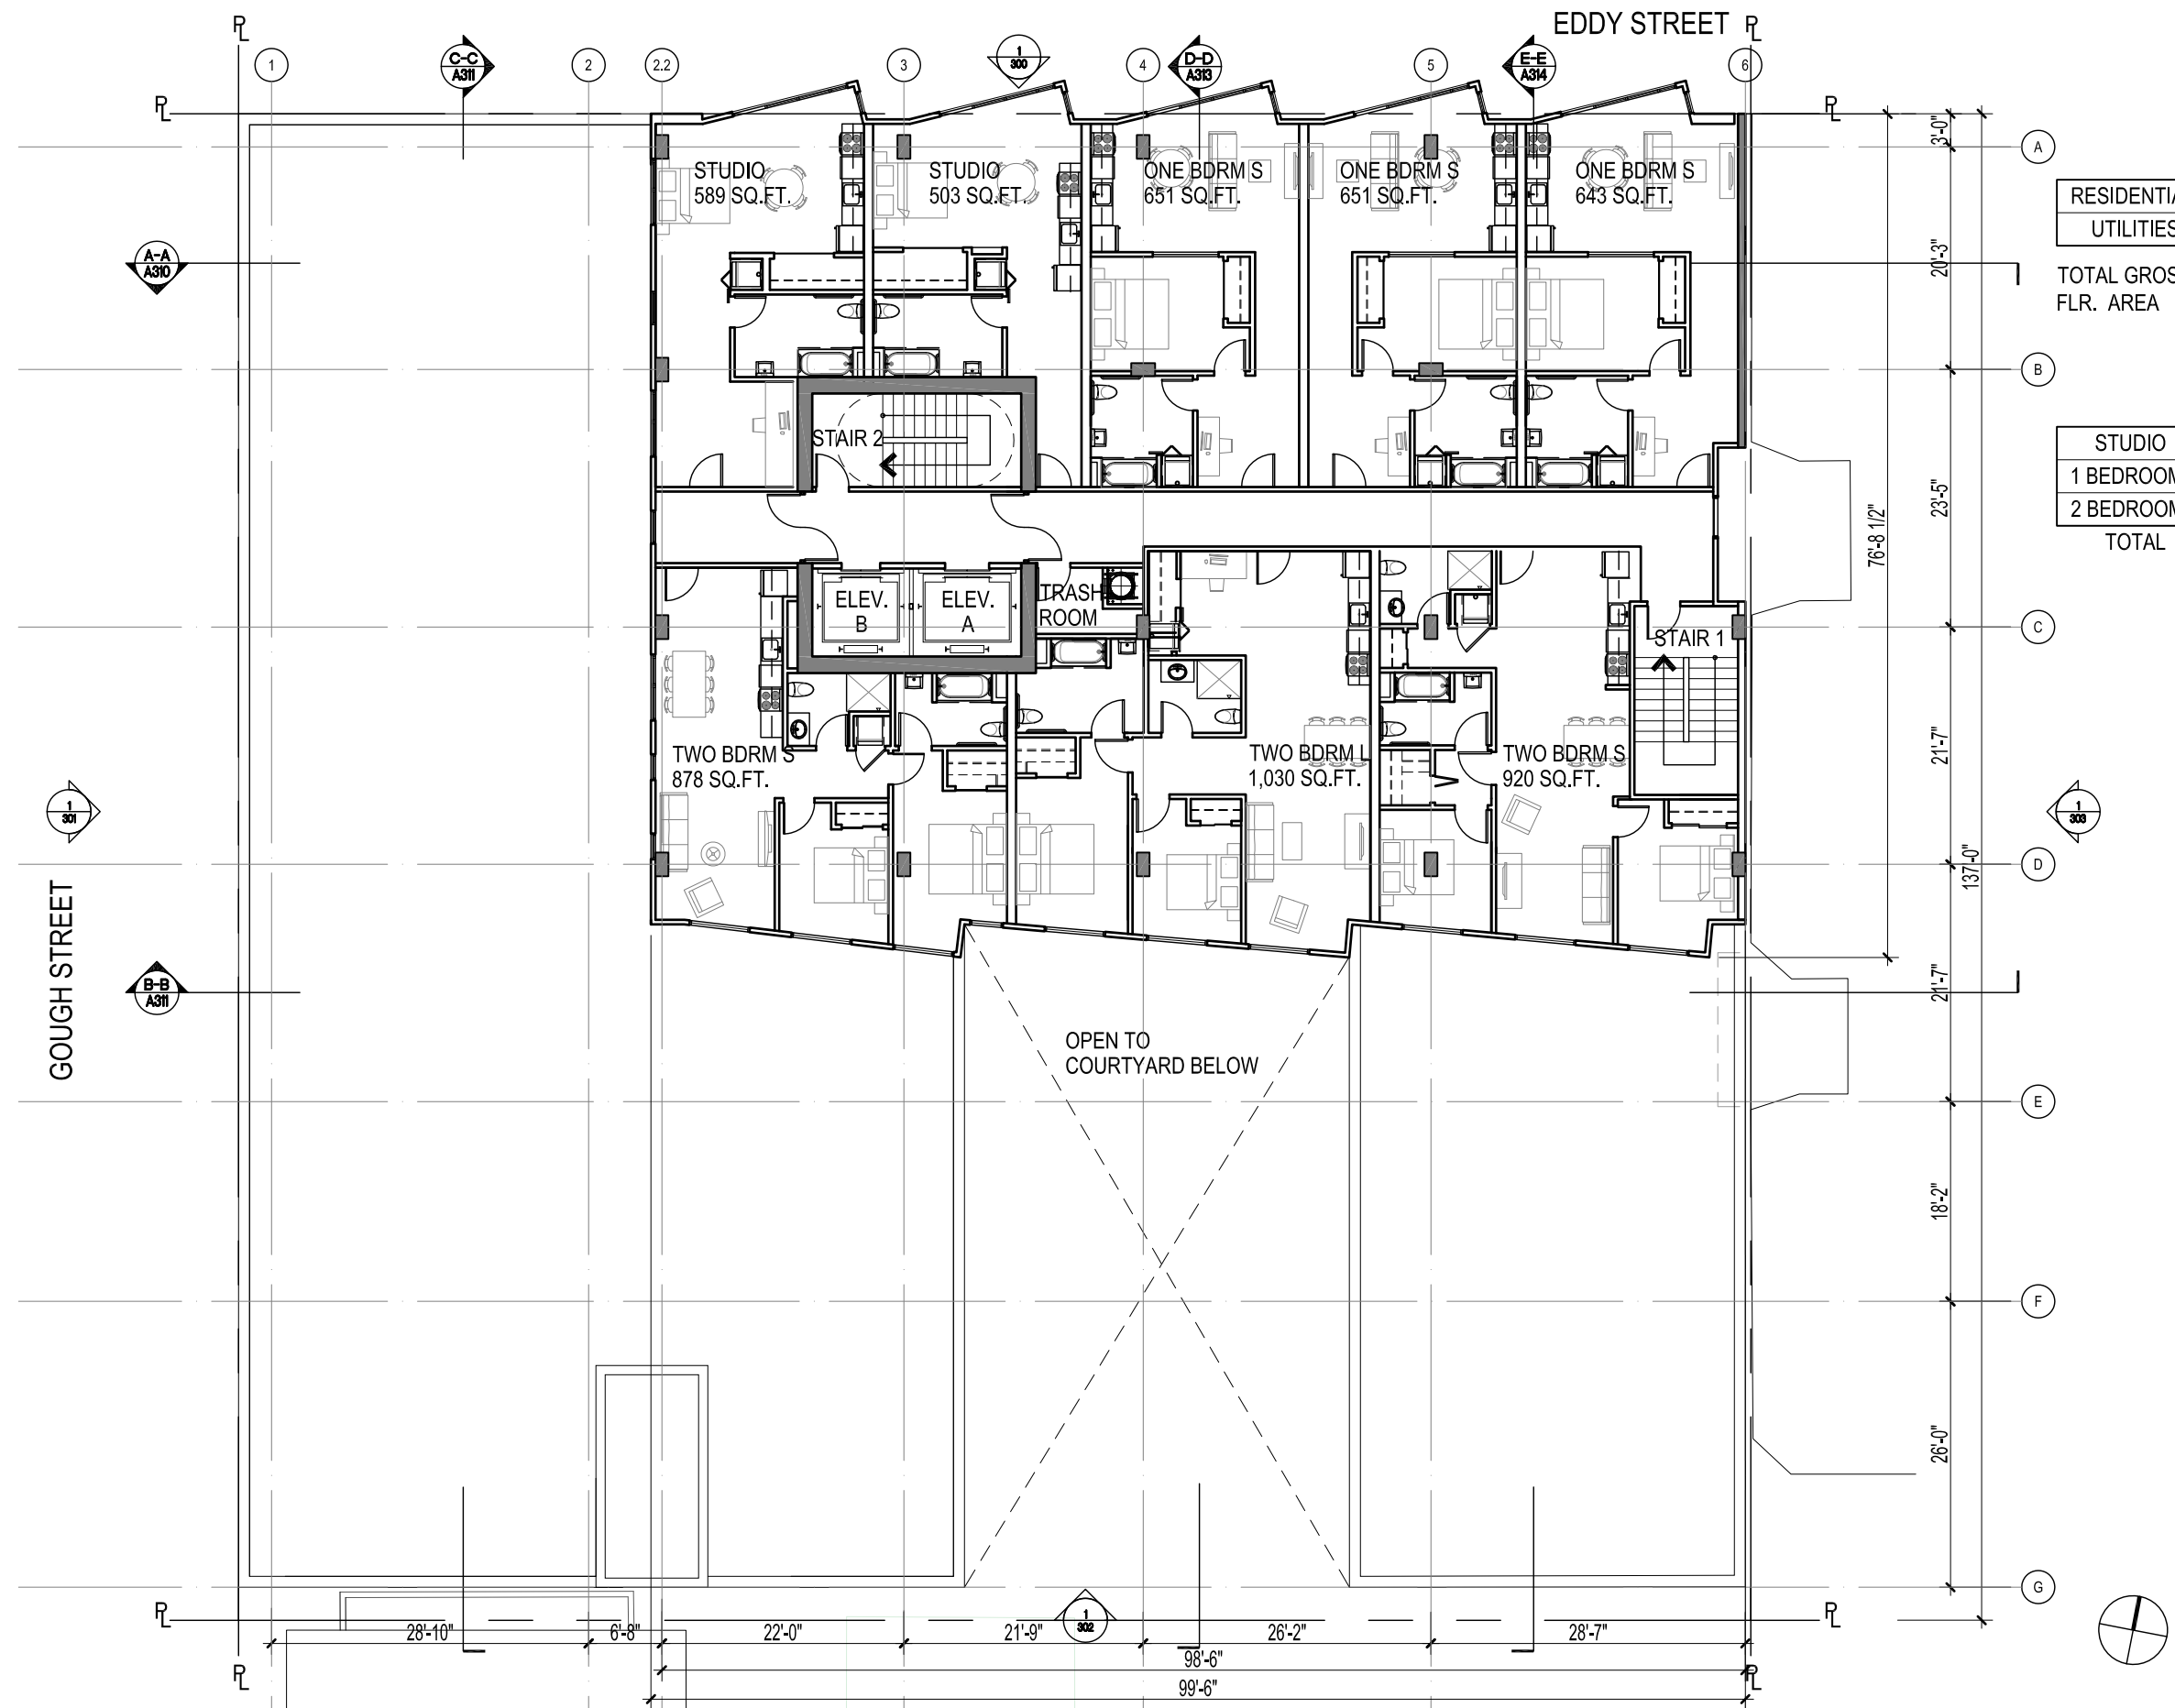 EDDY STREET
PL
PL
1
C-C
A311
2
2.2
3
1
300
4
D-D
A313
5
E-E
A314
6
PL
PL
3'-0"
A
STUDIO
589 SQ.FT.
STUDIO
503 SQ.FT.
ONE BDRM S
651 SQ.FT.
ONE BDRM S
651 SQ.FT.
ONE BDRM S
643 SQ.FT.
RESIDENTIA
UTILITIES
A-A
A310
20'-3"
TOTAL GROS
FLR. AREA
B
STAIR 2
STUDIO
1 BEDROOM
2 BEDROOM
TOTAL
23'-5"
76'-8 1/2"
ELEV.
B
ELEV.
A
TRASH
ROOM
C
STAIR 1
TWO BDRM S
878 SQ.FT.
TWO BDRM L
1,030 SQ.FT.
TWO BDRM S
920 SQ.FT.
21'-7"
1
301
1
303
D
137'-0"
GOUGH STREET
B-B
A311
21'-7"
OPEN TO
COURTYARD BELOW
E
18'-2"
F
26'-0"
G
PL
PL
1
302
28'-10"
6'-8"
22'-0"
21'-9"
26'-2"
28'-7"
98'-6"
PL
PL
99'-6"